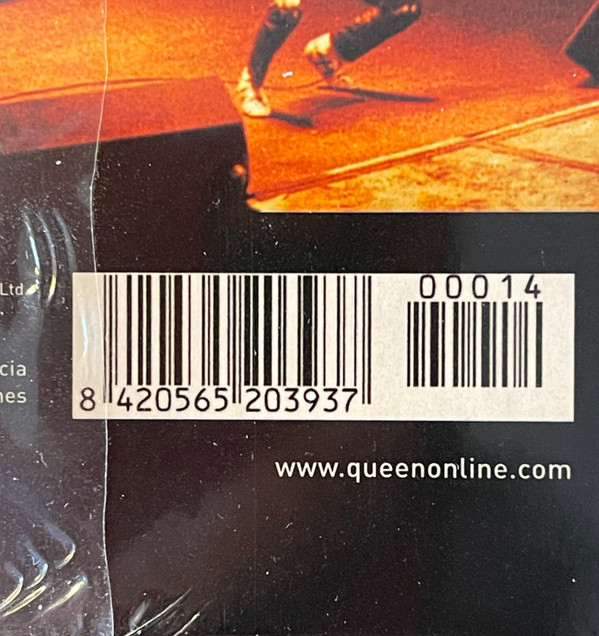 Ltd.
cia
nes
00014
8 420565 203937
www.queenonline.com